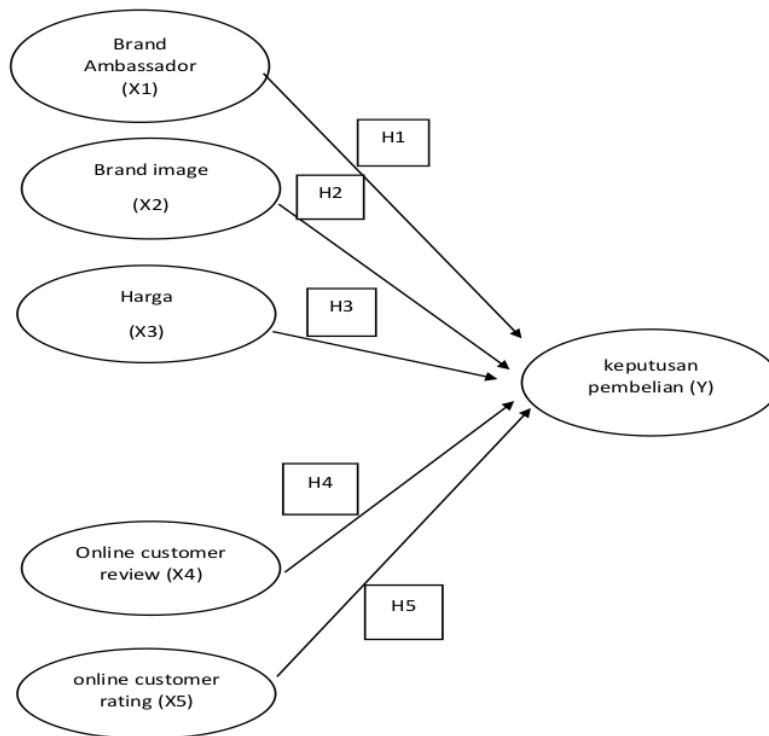 Brand
Ambassador
(X1)
H1
Brand image
(X2)
H2
Harga
(X3)
H3
keputusan
pembelian (Y)
H4
Online customer
review (X4)
H5
online customer
rating (X5)